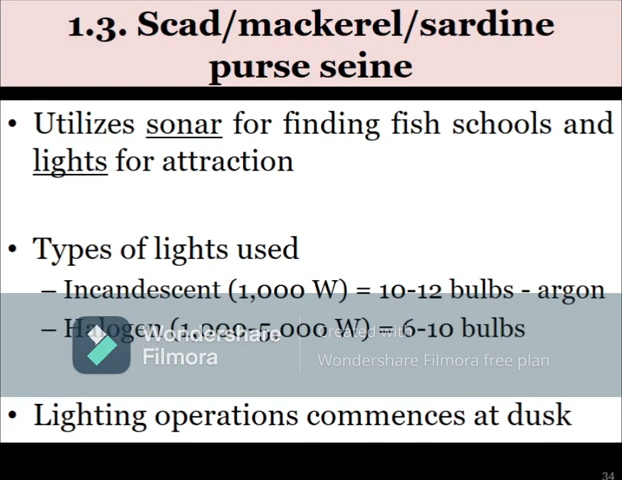 1.3. Scad/mackerel/sardine
purse seine
• Utilizes sonar for finding fish schools and
lights for attraction
• Types of lights used
– Incandescent (1,000 W) = 10-12 bulbs - argon
– Halogen (1,000-5,000 W) = 6-10 bulbs
Wondershare
Filmora
Created with
Wondershare Filmora free plan
• Lighting operations commences at dusk
34